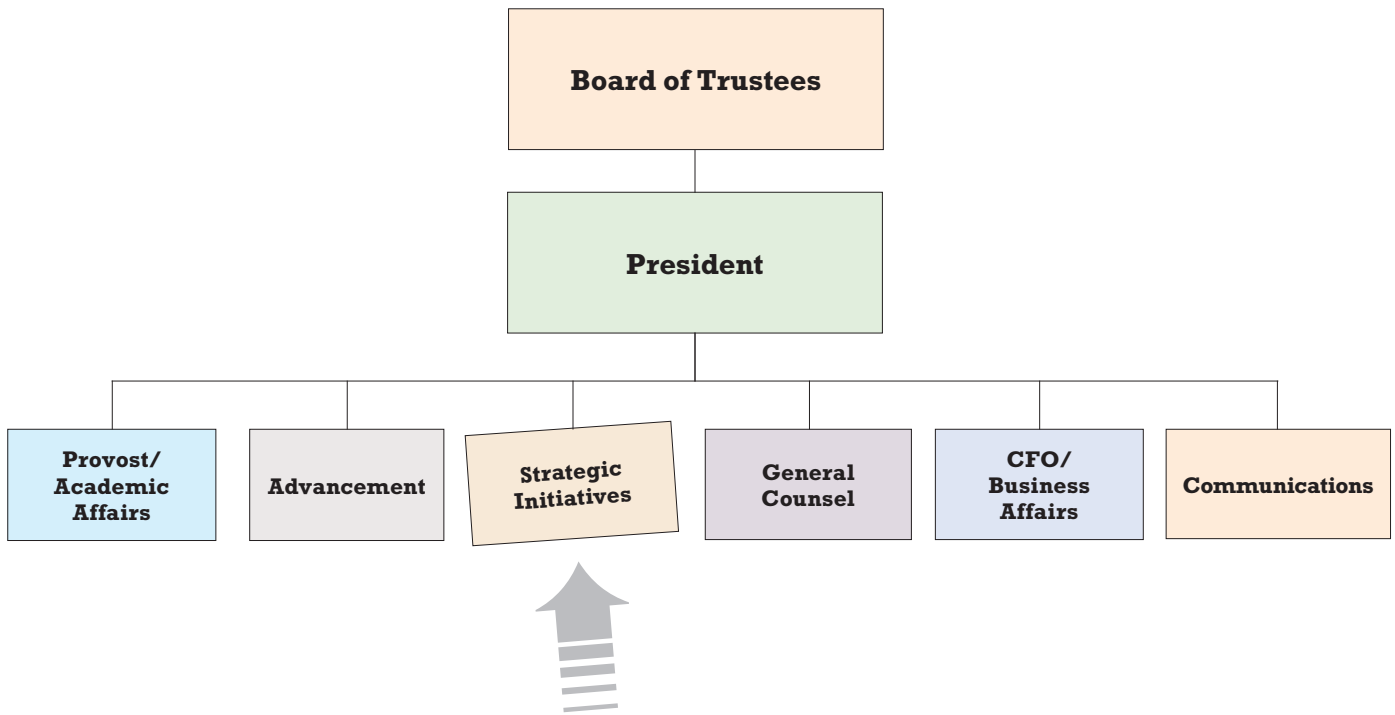 Board of Trustees
President
Provost/
Academic
Affairs
Advancement
Strategic
Initiatives
General
Counsel
CFO/
Business
Affairs
Communications